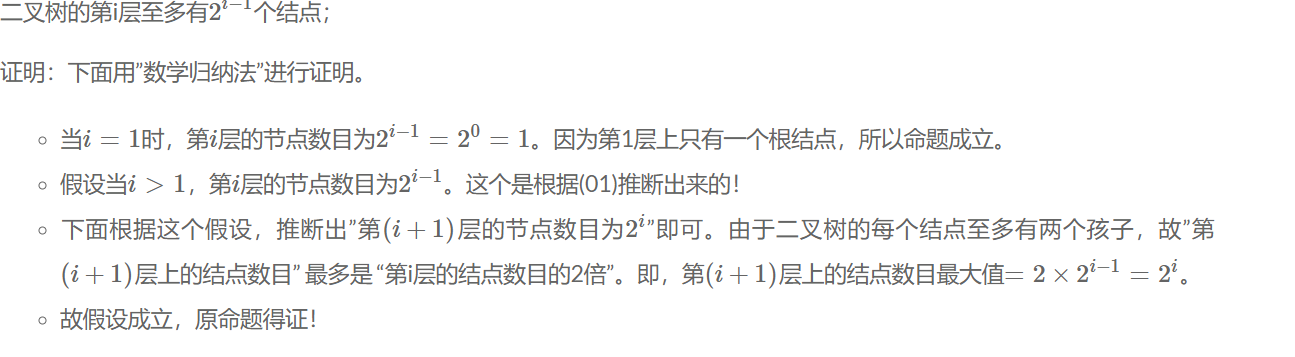 二叉树的第i层至多有2^{i-1}个结点；
证明：下面用”数学归纳法”进行证明。
当i = 1时，第i层的节点数目为2^{i-1} = 2^0 = 1。因为第1层上只有一个根结点，所以命题成立。
假设当i > 1，第i层的节点数目为2^{i-1}。这个是根据(01)推断出来的！
下面根据这个假设，推断出”第(i + 1)层的节点数目为2^i”即可。由于二叉树的每个结点至多有两个孩子，故”第
(i + 1)层上的结点数目” 最多是 “第i层的结点数目的2倍”。即，第(i + 1)层上的结点数目最大值= 2 × 2^{i-1} = 2^i。
故假设成立，原命题得证！